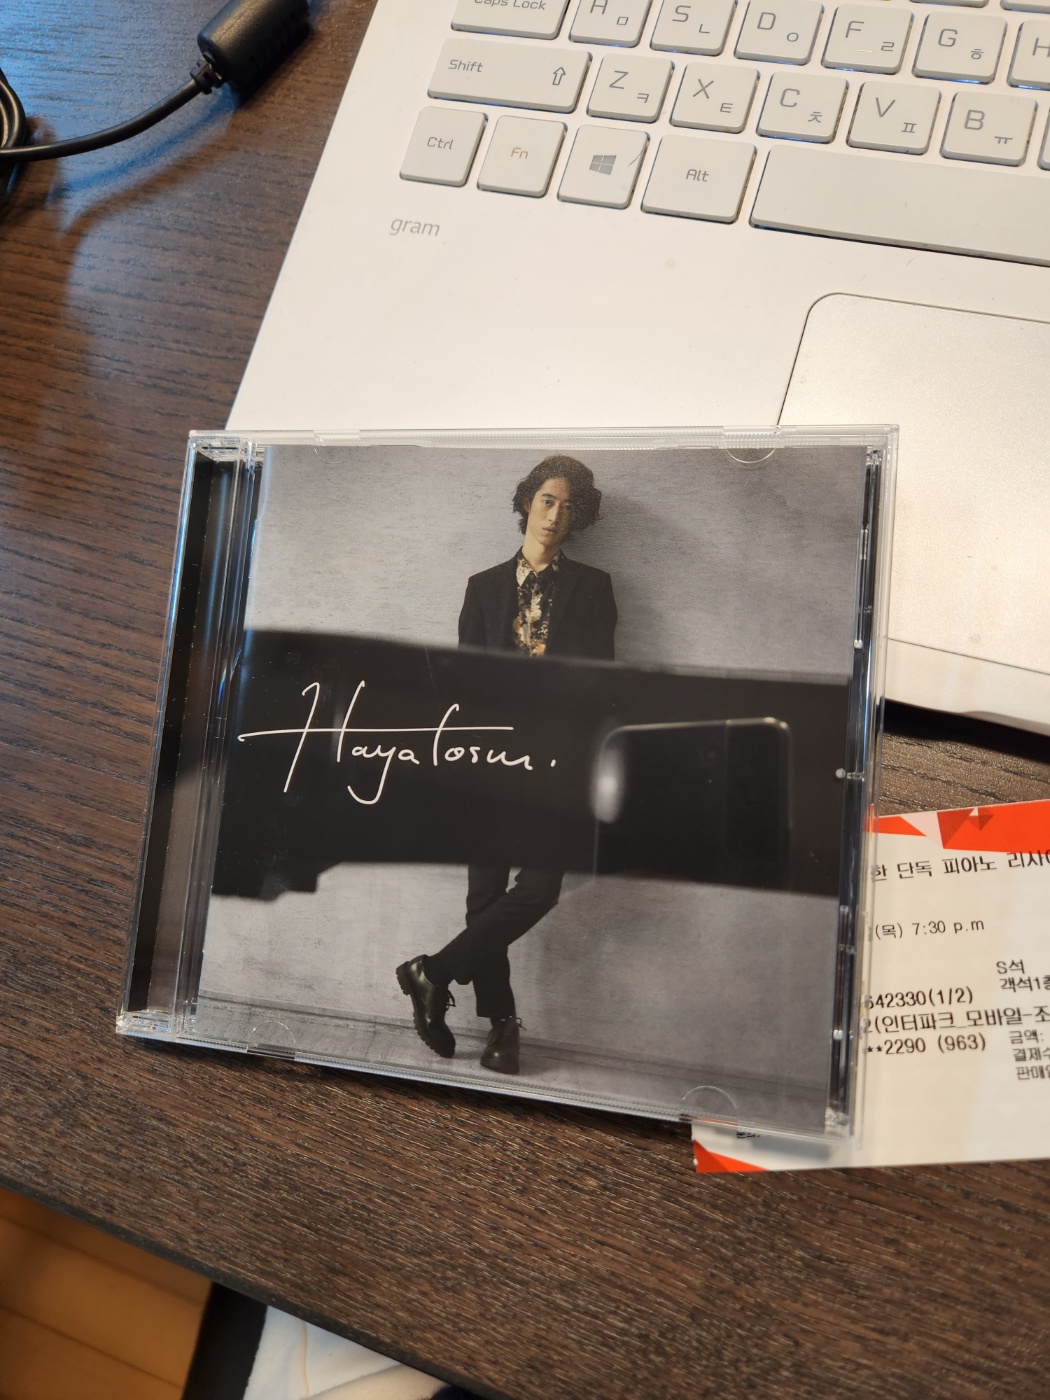 Caps Lock
A ㅁ
S ㄴ
D ㅇ
F ㄹ
G ㅎ
H
Shift ⇧
Z ㅋ
X ㅌ
C ㅊ
V ㅍ
B ㅠ
Ctrl
Fn
Alt
gram
Hayatosm.
한 단독 피아노 리사이
(목) 7:30 p.m
S석
642330(1/2)
객석1층
2(인터파크 모바일-조
**2290 (963)
금액:
결제수
판매일